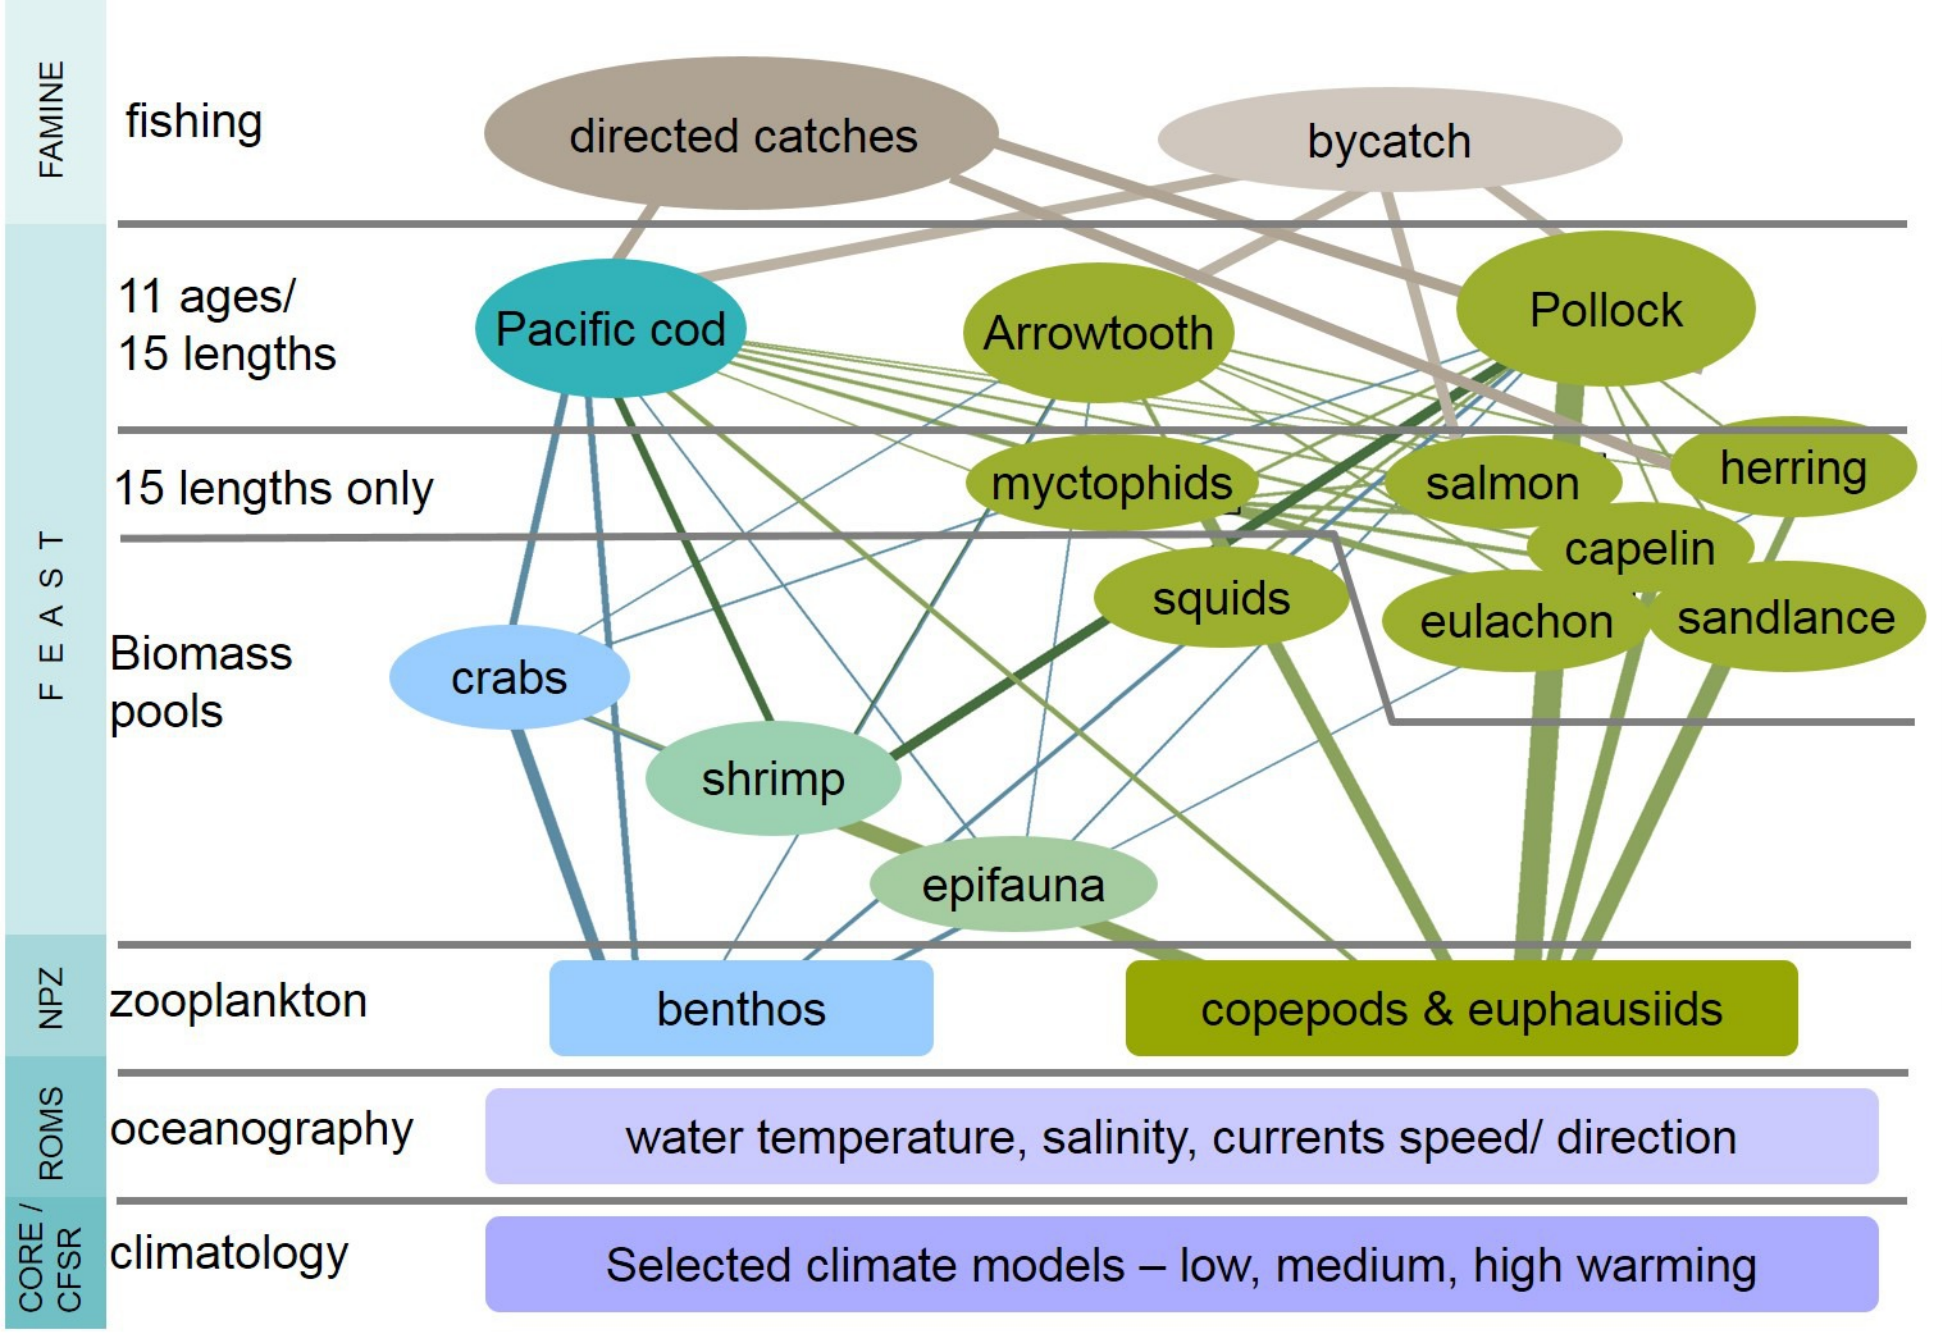 FAMINE
fishing
directed catches
bycatch
F E A S T
11 ages/
15 lengths
Pacific cod
Arrowtooth
Pollock
15 lengths only
myctophids
salmon
herring
capelin
squids
eulachon
sandlance
Biomass
pools
crabs
shrimp
epifauna
NPZ
zooplankton
benthos
copepods & euphausiids
ROMS
oceanography
water temperature, salinity, currents speed/ direction
CORE /
CFSR
climatology
Selected climate models – low, medium, high warming